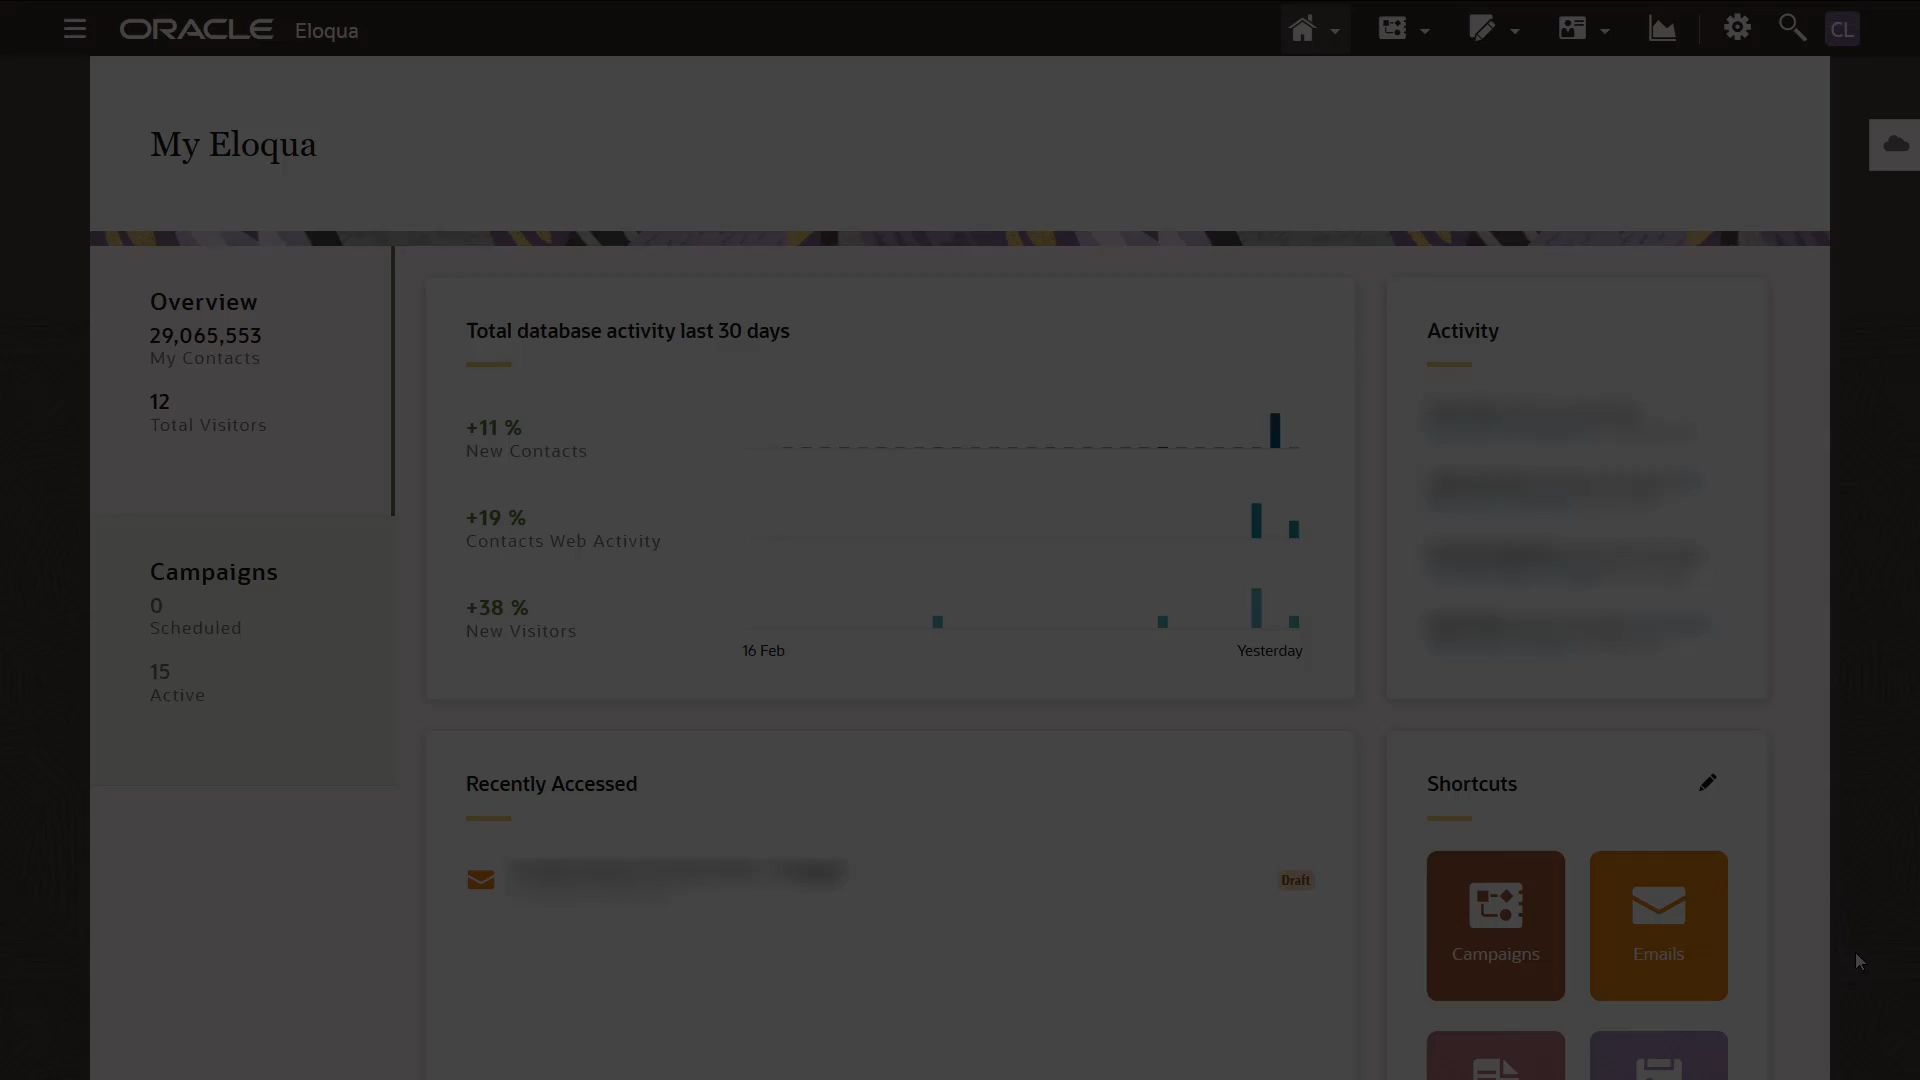 ORACLE Eloqua
CL
My Eloqua
Overview
29,065,553
My Contacts
12
Total Visitors
Campaigns
0
Scheduled
15
Active
Total database activity last 30 days
+11 %
New Contacts
+19 %
Contacts Web Activity
+38 %
New Visitors
16 Feb
Yesterday
Activity
Recently Accessed
Draft
Shortcuts
Campaigns
Emails